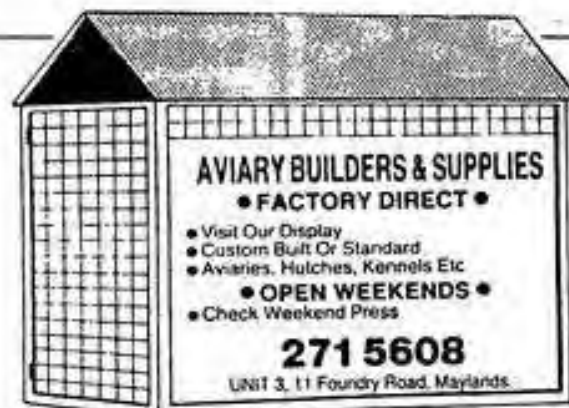 AVIARY BUILDERS & SUPPLIES
● FACTORY DIRECT ●
● Visit Our Display
● Custom Built Or Standard
● Aviaries, Hutches, Kennels Etc
● OPEN WEEKENDS ●
● Check Weekend Press
271 5608
UNIT 3, 11 Foundry Road, Maylands